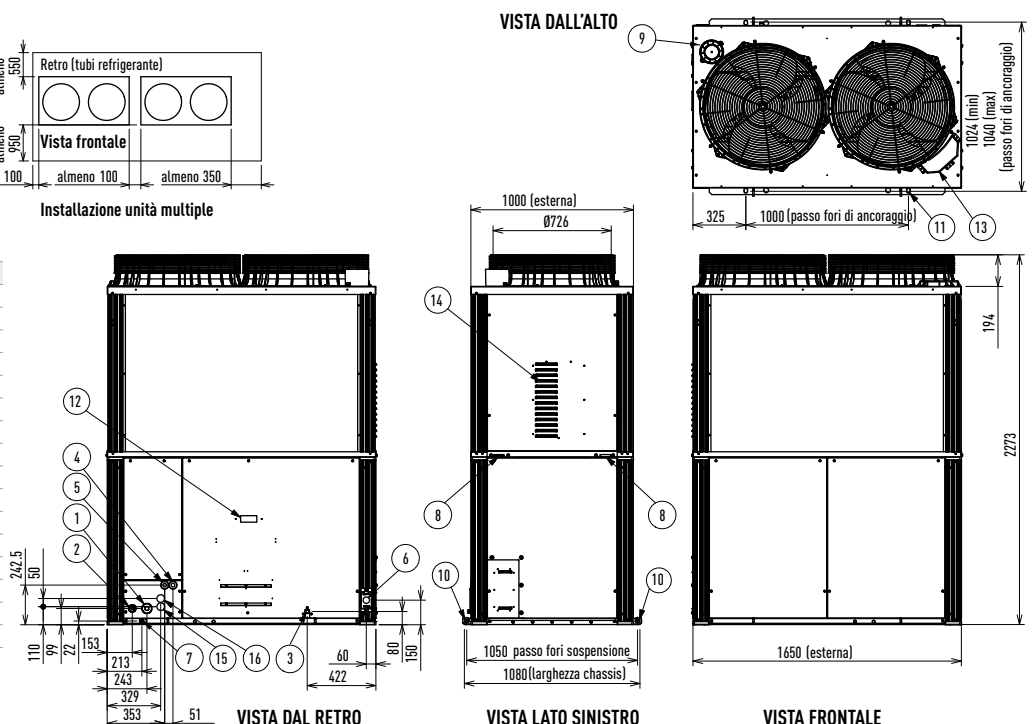 VISTA DALL'ALTO
9
almeno
550
Retro (tubi refrigerante)
Vista frontale
almeno
950
100
almeno 100
almeno 350
Installazione unità multiple
1024 (min)
1040 (max)
(passo fori di ancoraggio)
325
1000 (passo fori di ancoraggio)
11
13
1000 (esterna)
Ø726
14
194
2273
12
4
5
1
2
242.5
50
110
99
22
153
213
243
329
353
51
7
15
16
3
6
60
422
80
150
8
8
10
10
1050 passo fori sospensione
1080(larghezza chassis)
1650 (esterna)
VISTA DAL RETRO
VISTA LATO SINISTRO
VISTA FRONTALE